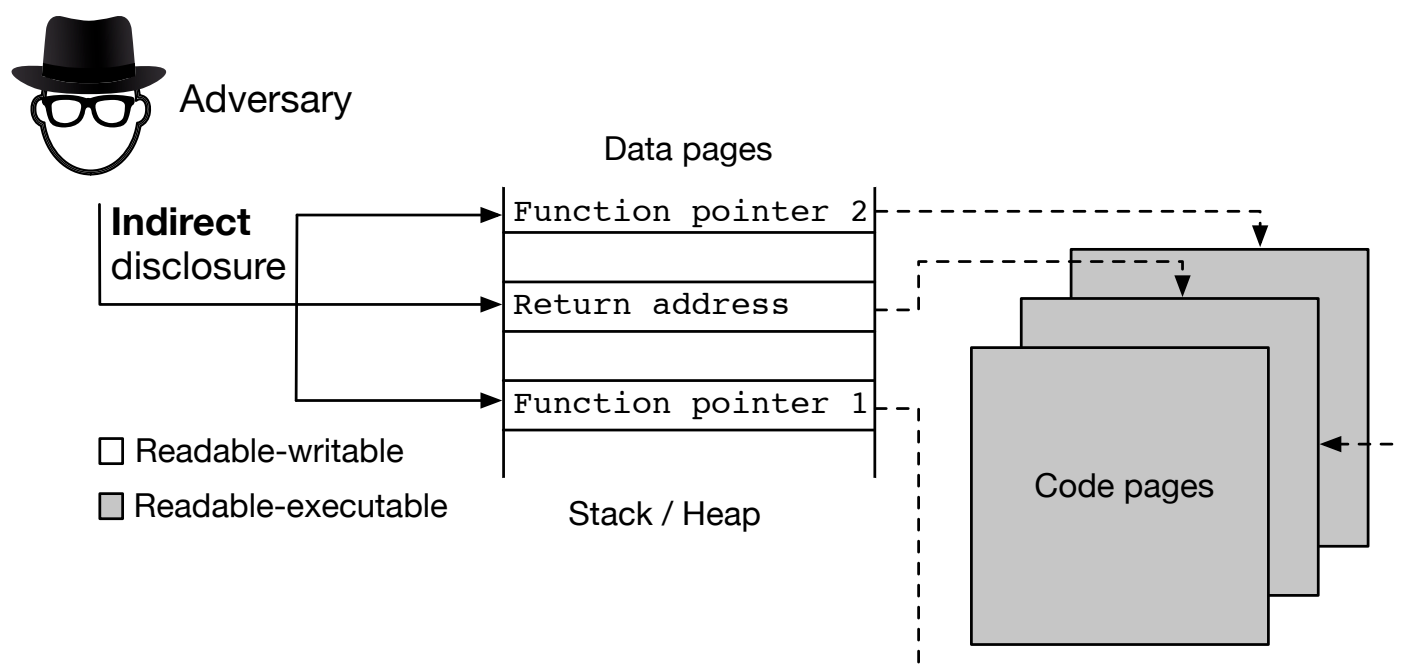 Adversary
Data pages
Indirect
disclosure
Function pointer 2
Return address
Function pointer 1
Readable-writable
Readable-executable
Stack / Heap
Code pages